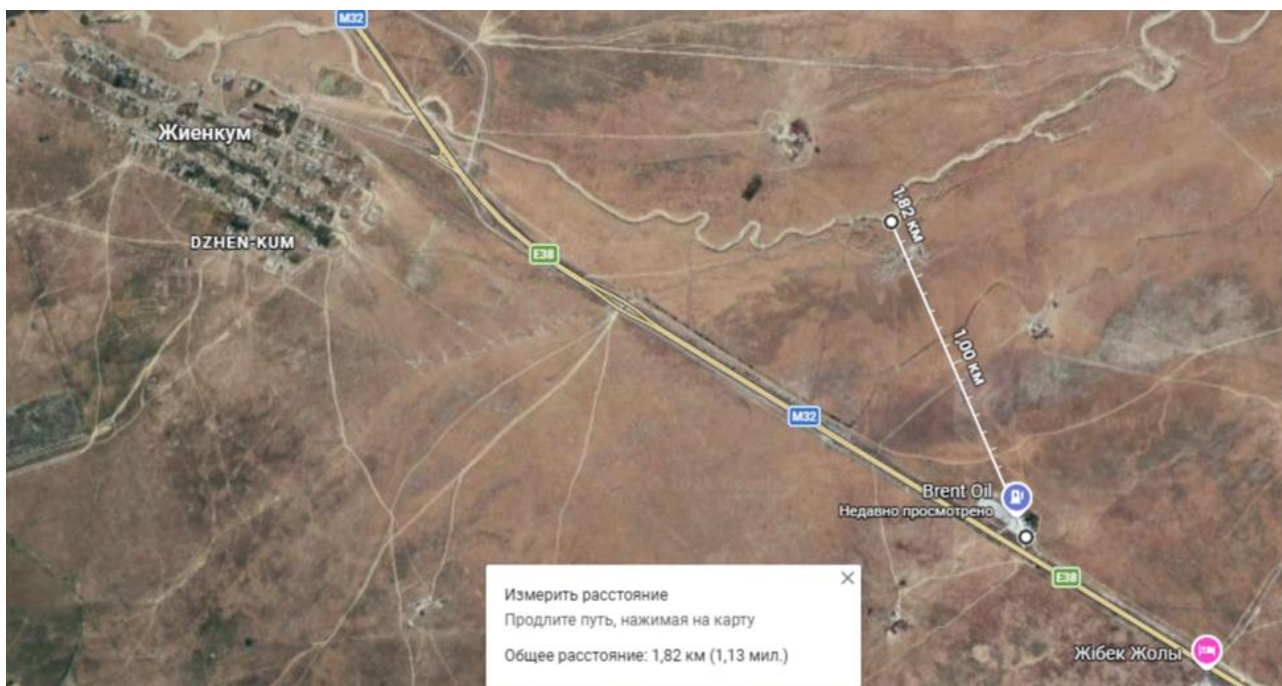 M32
Жиенкум
DZHEN-KUM
E38
1,82 км
1,00 км
M32
Brent Oil
Недавно просмотрено
E38
Жібек Жолы
Измерить расстояние
Продлите путь, нажимая на карту
Общее расстояние: 1,82 км (1,13 мил.)